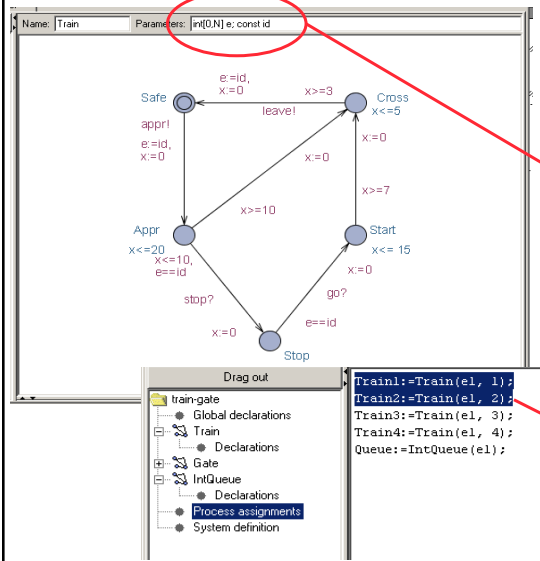 Name: Train Parameters: int[0,N] e; const id
e:=id,
x:=0
x>=3
Safe
Cross
x<=5
leave!
appr!
e:=id,
x:=0
x:=0
x:=0
x>=7
x>=10
Appr
x<=20
x<=10,
e==id
Start
x<= 15
x:=0
stop?
go?
x:=0
e==id
Stop
Drag out
train-gate
Global declarations
Train
Declarations
Gate
IntQueue
Declarations
Process assignments
System definition
Train1:=Train(el, 1);
Train2:=Train(el, 2);
Train3:=Train(el, 3);
Train4:=Train(el, 4);
Queue:=IntQueue(el);